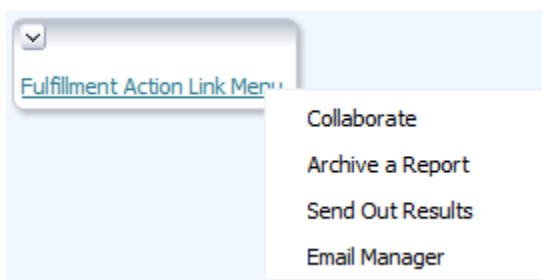 Fulfillment Action Link Menu
Collaborate
Archive a Report
Send Out Results
Email Manager